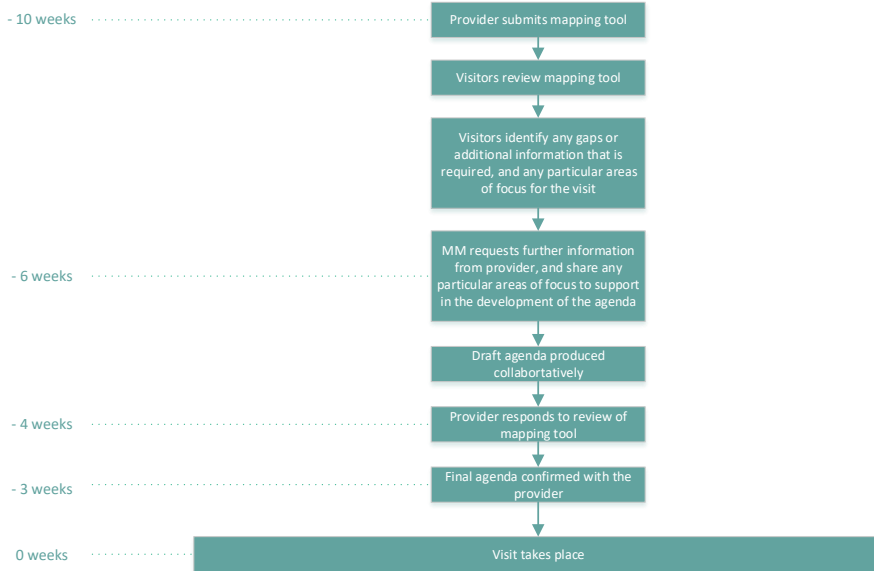 - 10 weeks
Provider submits mapping tool
Visitors review mapping tool
Visitors identify any gaps or
additional information that is
required, and any particular areas
of focus for the visit
- 6 weeks
MM requests further information
from provider, and share any
particular areas of focus to support
in the development of the agenda
Draft agenda produced
collabortatively
- 4 weeks
Provider responds to review of
mapping tool
- 3 weeks
Final agenda confirmed with the
provider
0 weeks
Visit takes place